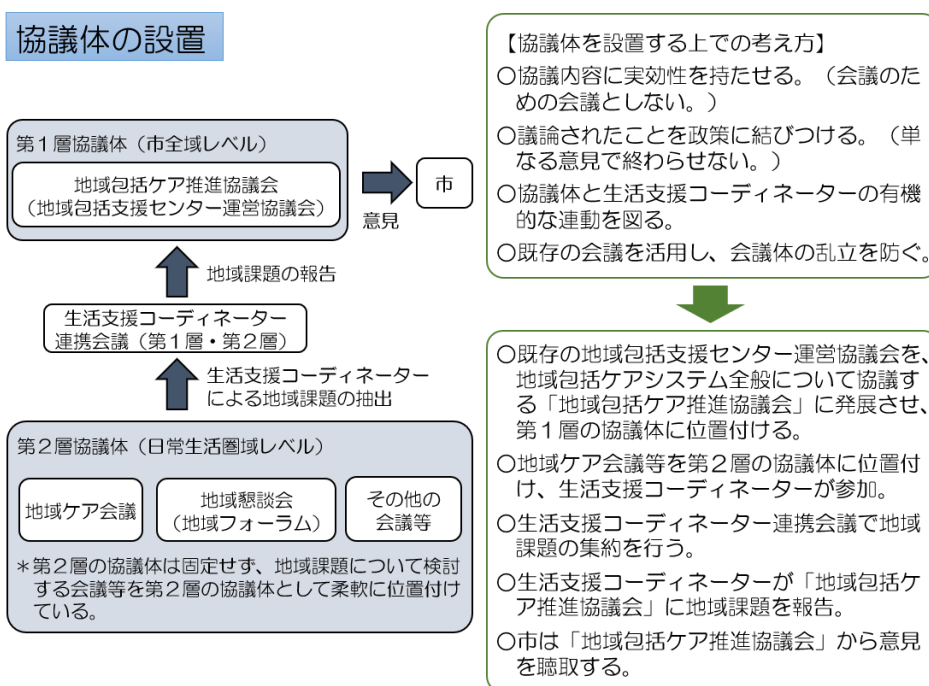 協議体の設置
第１層協議体（市全域レベル）
地域包括ケア推進協議会
（地域包括支援センター運営協議会）
意見
市
地域課題の報告
生活支援コーディネーター
連携会議（第１層・第２層）
生活支援コーディネーター
による地域課題の抽出
第２層協議体（日常生活圏域レベル）
地域ケア会議
地域懇談会
（地域フォーラム）
その他の
会議等
＊第２層の協議体は固定せず、地域課題について検討
する会議等を第２層の協議体として柔軟に位置付け
ている。
【協議体を設置する上での考え方】
〇協議内容に実効性を持たせる。（会議のた
めの会議としない。）
〇議論されたことを政策に結びつける。（単
なる意見で終わらせない。）
〇協議体と生活支援コーディネーターの有機
的な連動を図る。
〇既存の会議を活用し、会議体の乱立を防ぐ。
〇既存の地域包括支援センター運営協議会を、
地域包括ケアシステム全般について協議す
る「地域包括ケア推進協議会」に発展させ、
第１層の協議体に位置付ける。
〇地域ケア会議等を第２層の協議体に位置付
け、生活支援コーディネーターが参加。
〇生活支援コーディネーター連携会議で地域
課題の集約を行う。
〇生活支援コーディネーターが「地域包括ケ
ア推進協議会」に地域課題を報告。
〇市は「地域包括ケア推進協議会」から意見
を聴取する。